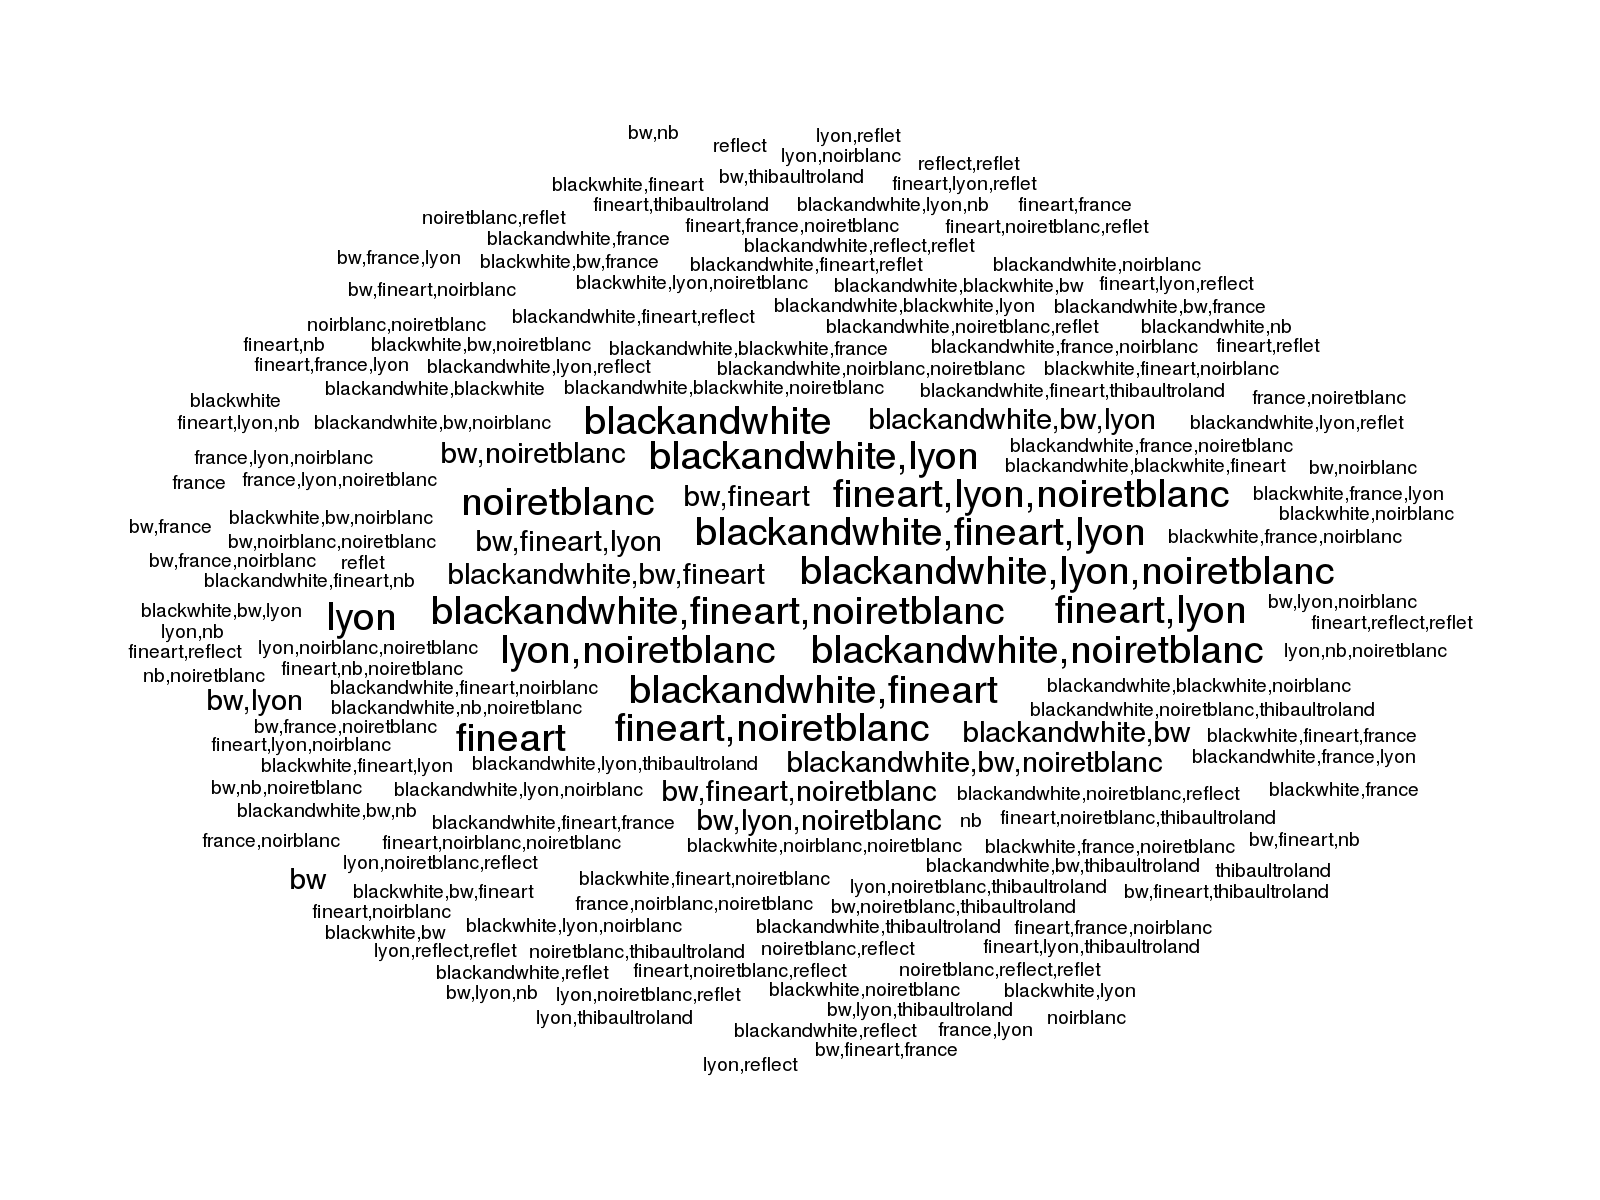 bw,nb
lyon,reflet
reflect
lyon,noirblanc
reflect,reflet
blackwhite,fineart
bw,thibaultroland
fineart,lyon,reflet
fineart,thibaultroland
blackandwhite,lyon,nb
fineart,france
noiretblanc,reflet
fineart,france,noiretblanc
fineart,noiretblanc,reflet
blackandwhite,france
blackandwhite,reflect,reflet
bw,france,lyon
blackwhite,bw,france
blackandwhite,fineart,reflet
blackandwhite,noirblanc
bw,fineart,noirblanc
blackwhite,lyon,noiretblanc
blackandwhite,blackwhite,bw
fineart,lyon,reflect
blackandwhite,blackwhite,lyon
blackandwhite,bw,france
noirblanc,noiretblanc
blackandwhite,fineart,reflect
blackandwhite,noiretblanc,reflet
blackandwhite,nb
fineart,nb
blackwhite,bw,noiretblanc
blackandwhite,blackwhite,france
blackandwhite,france,noirblanc
fineart,reflet
fineart,france,lyon
blackandwhite,lyon,reflect
blackandwhite,noirblanc,noiretblanc
blackwhite,fineart,noirblanc
blackandwhite,blackwhite
blackandwhite,blackwhite,noiretblanc
blackandwhite,fineart,thibaultroland
france,noiretblanc
blackwhite
fineart,lyon,nb
blackandwhite,bw,noirblanc
blackandwhite
blackandwhite,bw,lyon
blackandwhite,lyon,reflet
france,lyon,noirblanc
bw,noiretblanc
blackandwhite,lyon
blackandwhite,france,noiretblanc
blackandwhite,blackwhite,fineart
bw,noirblanc
france
france,lyon,noiretblanc
noiretblanc
bw,fineart
fineart,lyon,noiretblanc
blackwhite,france,lyon
blackwhite,noirblanc
bw,france
blackwhite,bw,noirblanc
bw,noirblanc,noiretblanc
bw,fineart,lyon
blackandwhite,fineart,lyon
blackwhite,france,noirblanc
bw,france,noirblanc
reflet
blackandwhite,fineart,nb
blackandwhite,bw,fineart
blackandwhite,lyon,noiretblanc
blackwhite,bw,lyon
lyon
blackandwhite,fineart,noiretblanc
fineart,lyon
bw,lyon,noirblanc
fineart,reflect,reflet
lyon,nb
fineart,reflect
lyon,noirblanc,noiretblanc
lyon,noiretblanc
blackandwhite,noiretblanc
lyon,nb,noiretblanc
nb,noiretblanc
fineart,nb,noiretblanc
blackandwhite,fineart,noirblanc
blackandwhite,fineart
blackandwhite,blackwhite,noirblanc
bw,lyon
blackandwhite,nb,noiretblanc
blackandwhite,noiretblanc,thibaultroland
bw,france,noiretblanc
fineart
fineart,noiretblanc
blackandwhite,bw
blackwhite,fineart,france
fineart,lyon,noirblanc
blackwhite,fineart,lyon
blackandwhite,lyon,thibaultroland
blackandwhite,bw,noiretblanc
blackandwhite,france,lyon
bw,nb,noiretblanc
blackandwhite,lyon,noirblanc
bw,fineart,noiretblanc
blackandwhite,noiretblanc,reflect
blackwhite,france
blackandwhite,bw,nb
blackandwhite,fineart,france
bw,lyon,noiretblanc
nb
fineart,noiretblanc,thibaultroland
france,noirblanc
fineart,noirblanc,noiretblanc
blackwhite,noirblanc,noiretblanc
blackwhite,france,noiretblanc
bw,fineart,nb
lyon,noiretblanc,reflect
blackandwhite,bw,thibaultroland
thibaultroland
bw
blackwhite,bw,fineart
blackwhite,fineart,noiretblanc
lyon,noiretblanc,thibaultroland
bw,fineart,thibaultroland
fineart,noirblanc
france,noirblanc,noiretblanc
bw,noiretblanc,thibaultroland
blackwhite,bw
blackwhite,lyon,noirblanc
blackandwhite,thibaultroland
fineart,france,noirblanc
lyon,reflect,reflet
noiretblanc,thibaultroland
noiretblanc,reflect
fineart,lyon,thibaultroland
blackandwhite,reflet
fineart,noiretblanc,reflect
noiretblanc,reflect,reflet
bw,lyon,nb
lyon,noiretblanc,reflet
blackwhite,noiretblanc
blackwhite,lyon
lyon,thibaultroland
bw,lyon,thibaultroland
noirblanc
blackandwhite,reflect
france,lyon
bw,fineart,france
lyon,reflect